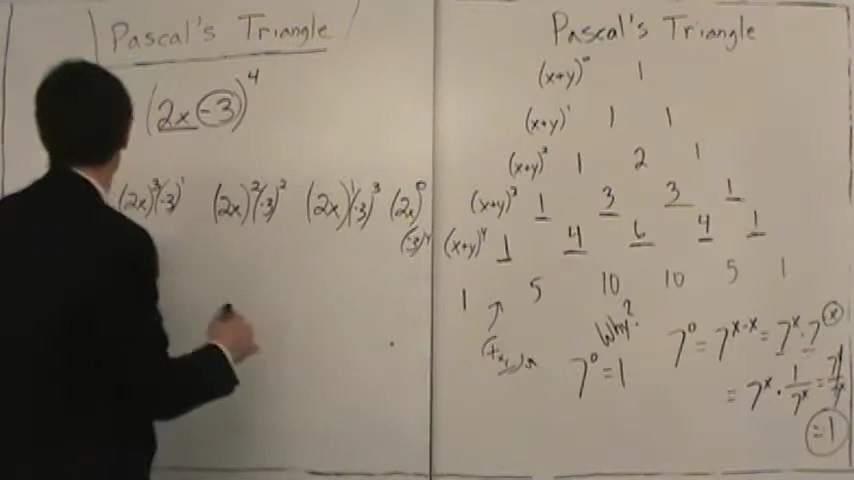 Pascal's Triangle
(2x -3)^4
(2x)^3(-3)^1 (2x)^2(-3)^2 (2x)^1(-3)^3 (2x)^0
(-3)^4
Pascal's Triangle
(x+y)^0 1
(x+y)^1 1 1
(x+y)^2 1 2 1
(x+y)^3 1 3 3 1
(x+y)^4 1 4 6 4 1
1 5 10 10 5 1
Why?
7^0 = 1
7^0 = 7^{x-x} = 7^x · 7^{-x}
= 7^x · 1/7^x = 7^x/7^x
= 1